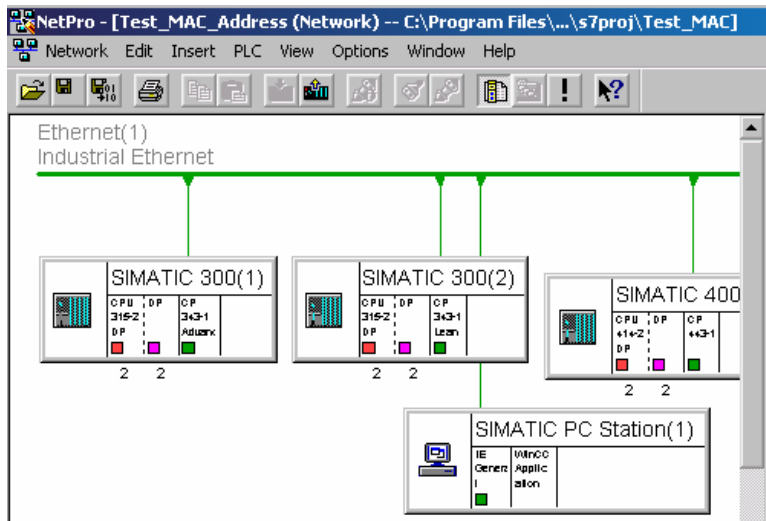 NetPro - [Test_MAC_Address (Network) -- C:\Program Files\...\s7proj\Test_MAC]
Network Edit Insert PLC View Options Window Help
Ethernet(1)
Industrial Ethernet
SIMATIC 300(1)
CPU DP CP
315-2 343-1
DP Advanc
2 2
SIMATIC 300(2)
CPU DP CP
315-2 343-1
DP Lean
2 2
SIMATIC 400
CPU DP CP
414-2 443-1
DP
2 2
SIMATIC PC Station(1)
IE WinCC
Genera Applic
l ation